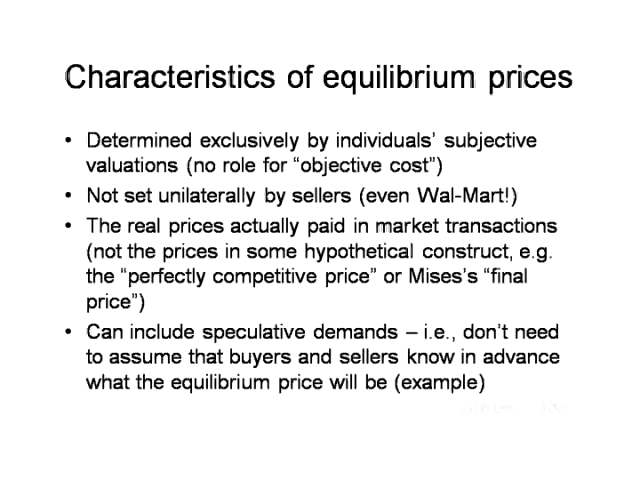 Characteristics of equilibrium prices
• Determined exclusively by individuals’ subjective
valuations (no role for “objective cost”)
• Not set unilaterally by sellers (even Wal-Mart!)
• The real prices actually paid in market transactions
(not the prices in some hypothetical construct, e.g.
the “perfectly competitive price” or Mises’s “final
price”)
• Can include speculative demands – i.e., don’t need
to assume that buyers and sellers know in advance
what the equilibrium price will be (example)